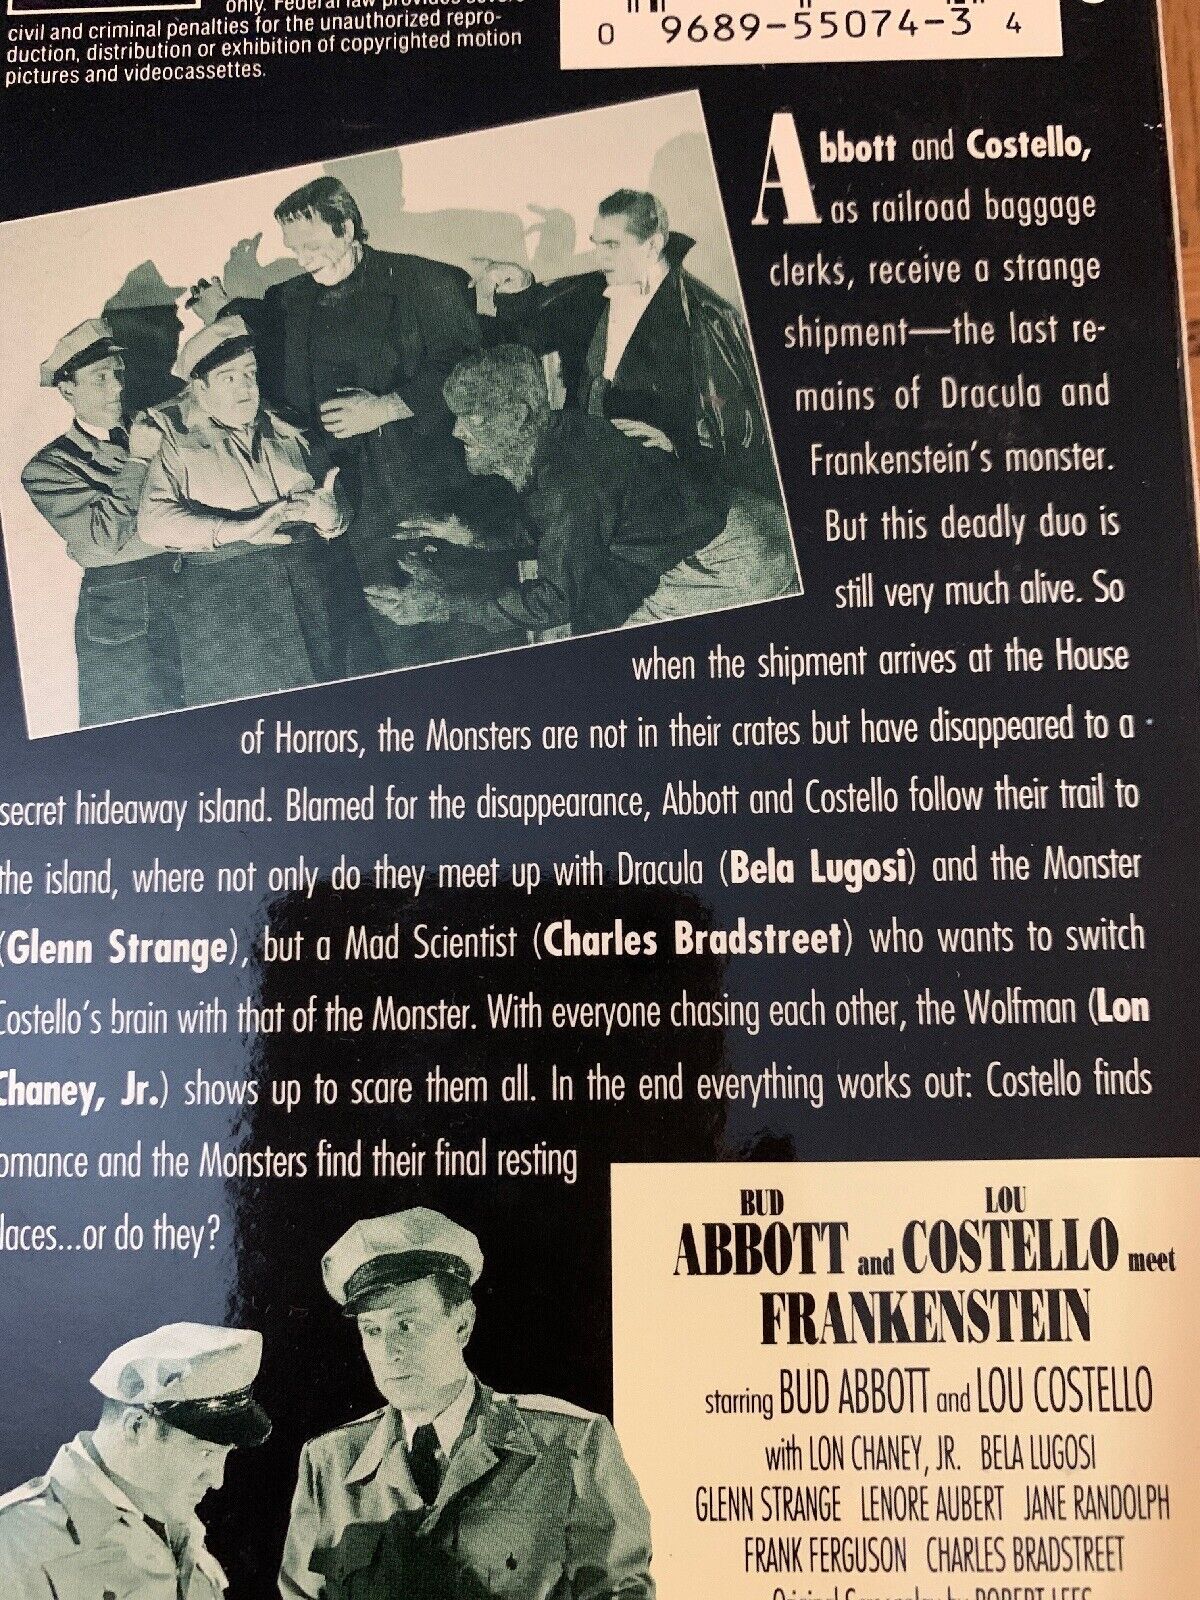 only. Federal law provides
civil and criminal penalties for the unauthorized repro-
duction, distribution or exhibition of copyrighted motion
pictures and videocassettes.
0 9689-55074-3 4
Abbott and Costello,
as railroad baggage
clerks, receive a strange
shipment—the last re-
mains of Dracula and
Frankenstein's monster.
But this deadly duo is
still very much alive. So
when the shipment arrives at the House
of Horrors, the Monsters are not in their crates but have disappeared to a
secret hideaway island. Blamed for the disappearance, Abbott and Costello follow their trail to
the island, where not only do they meet up with Dracula (Bela Lugosi) and the Monster
(Glenn Strange), but a Mad Scientist (Charles Bradstreet) who wants to switch
Costello's brain with that of the Monster. With everyone chasing each other, the Wolfman (Lon
Chaney, Jr.) shows up to scare them all. In the end everything works out: Costello finds
omance and the Monsters find their final resting
laces...or do they?
BUD LOU
ABBOTT and COSTELLO meet
FRANKENSTEIN
starring BUD ABBOTT and LOU COSTELLO
with LON CHANEY, JR. BELA LUGOSI
GLENN STRANGE LENORE AUBERT JANE RANDOLPH
FRANK FERGUSON CHARLES BRADSTREET
Original Screenplay by ROBERT LEES